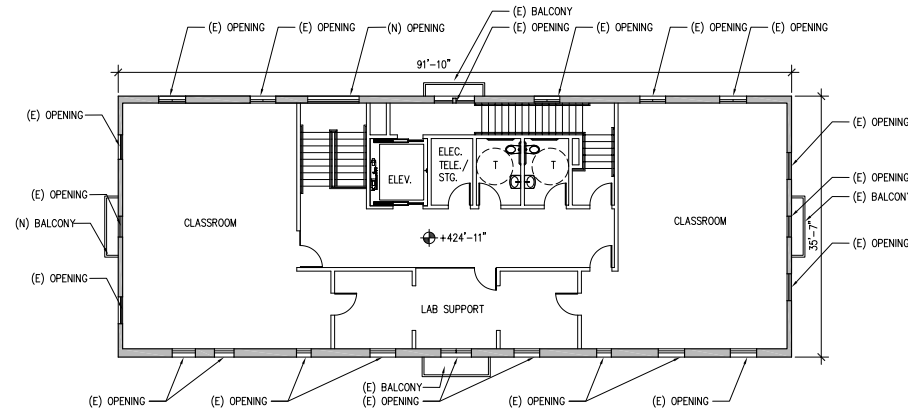 (E) BALCONY
(E) OPENING
(E) OPENING
(N) OPENING
(E) OPENING
(E) OPENING
(E) OPENING
(E) OPENING
91'-10"
(E) OPENING
(E) OPENING
ELEC.
TELE./
STG.
T
T
ELEV.
(E) OPENING
(E) OPENING
(E) BALCONY
(N) BALCONY
CLASSROOM
CLASSROOM
35'-7"
+424'-11"
(E) OPENING
(E) OPENING
LAB SUPPORT
(E) BALCONY
(E) OPENING
(E) OPENING
(E) OPENING
(E) OPENING
(E) OPENING